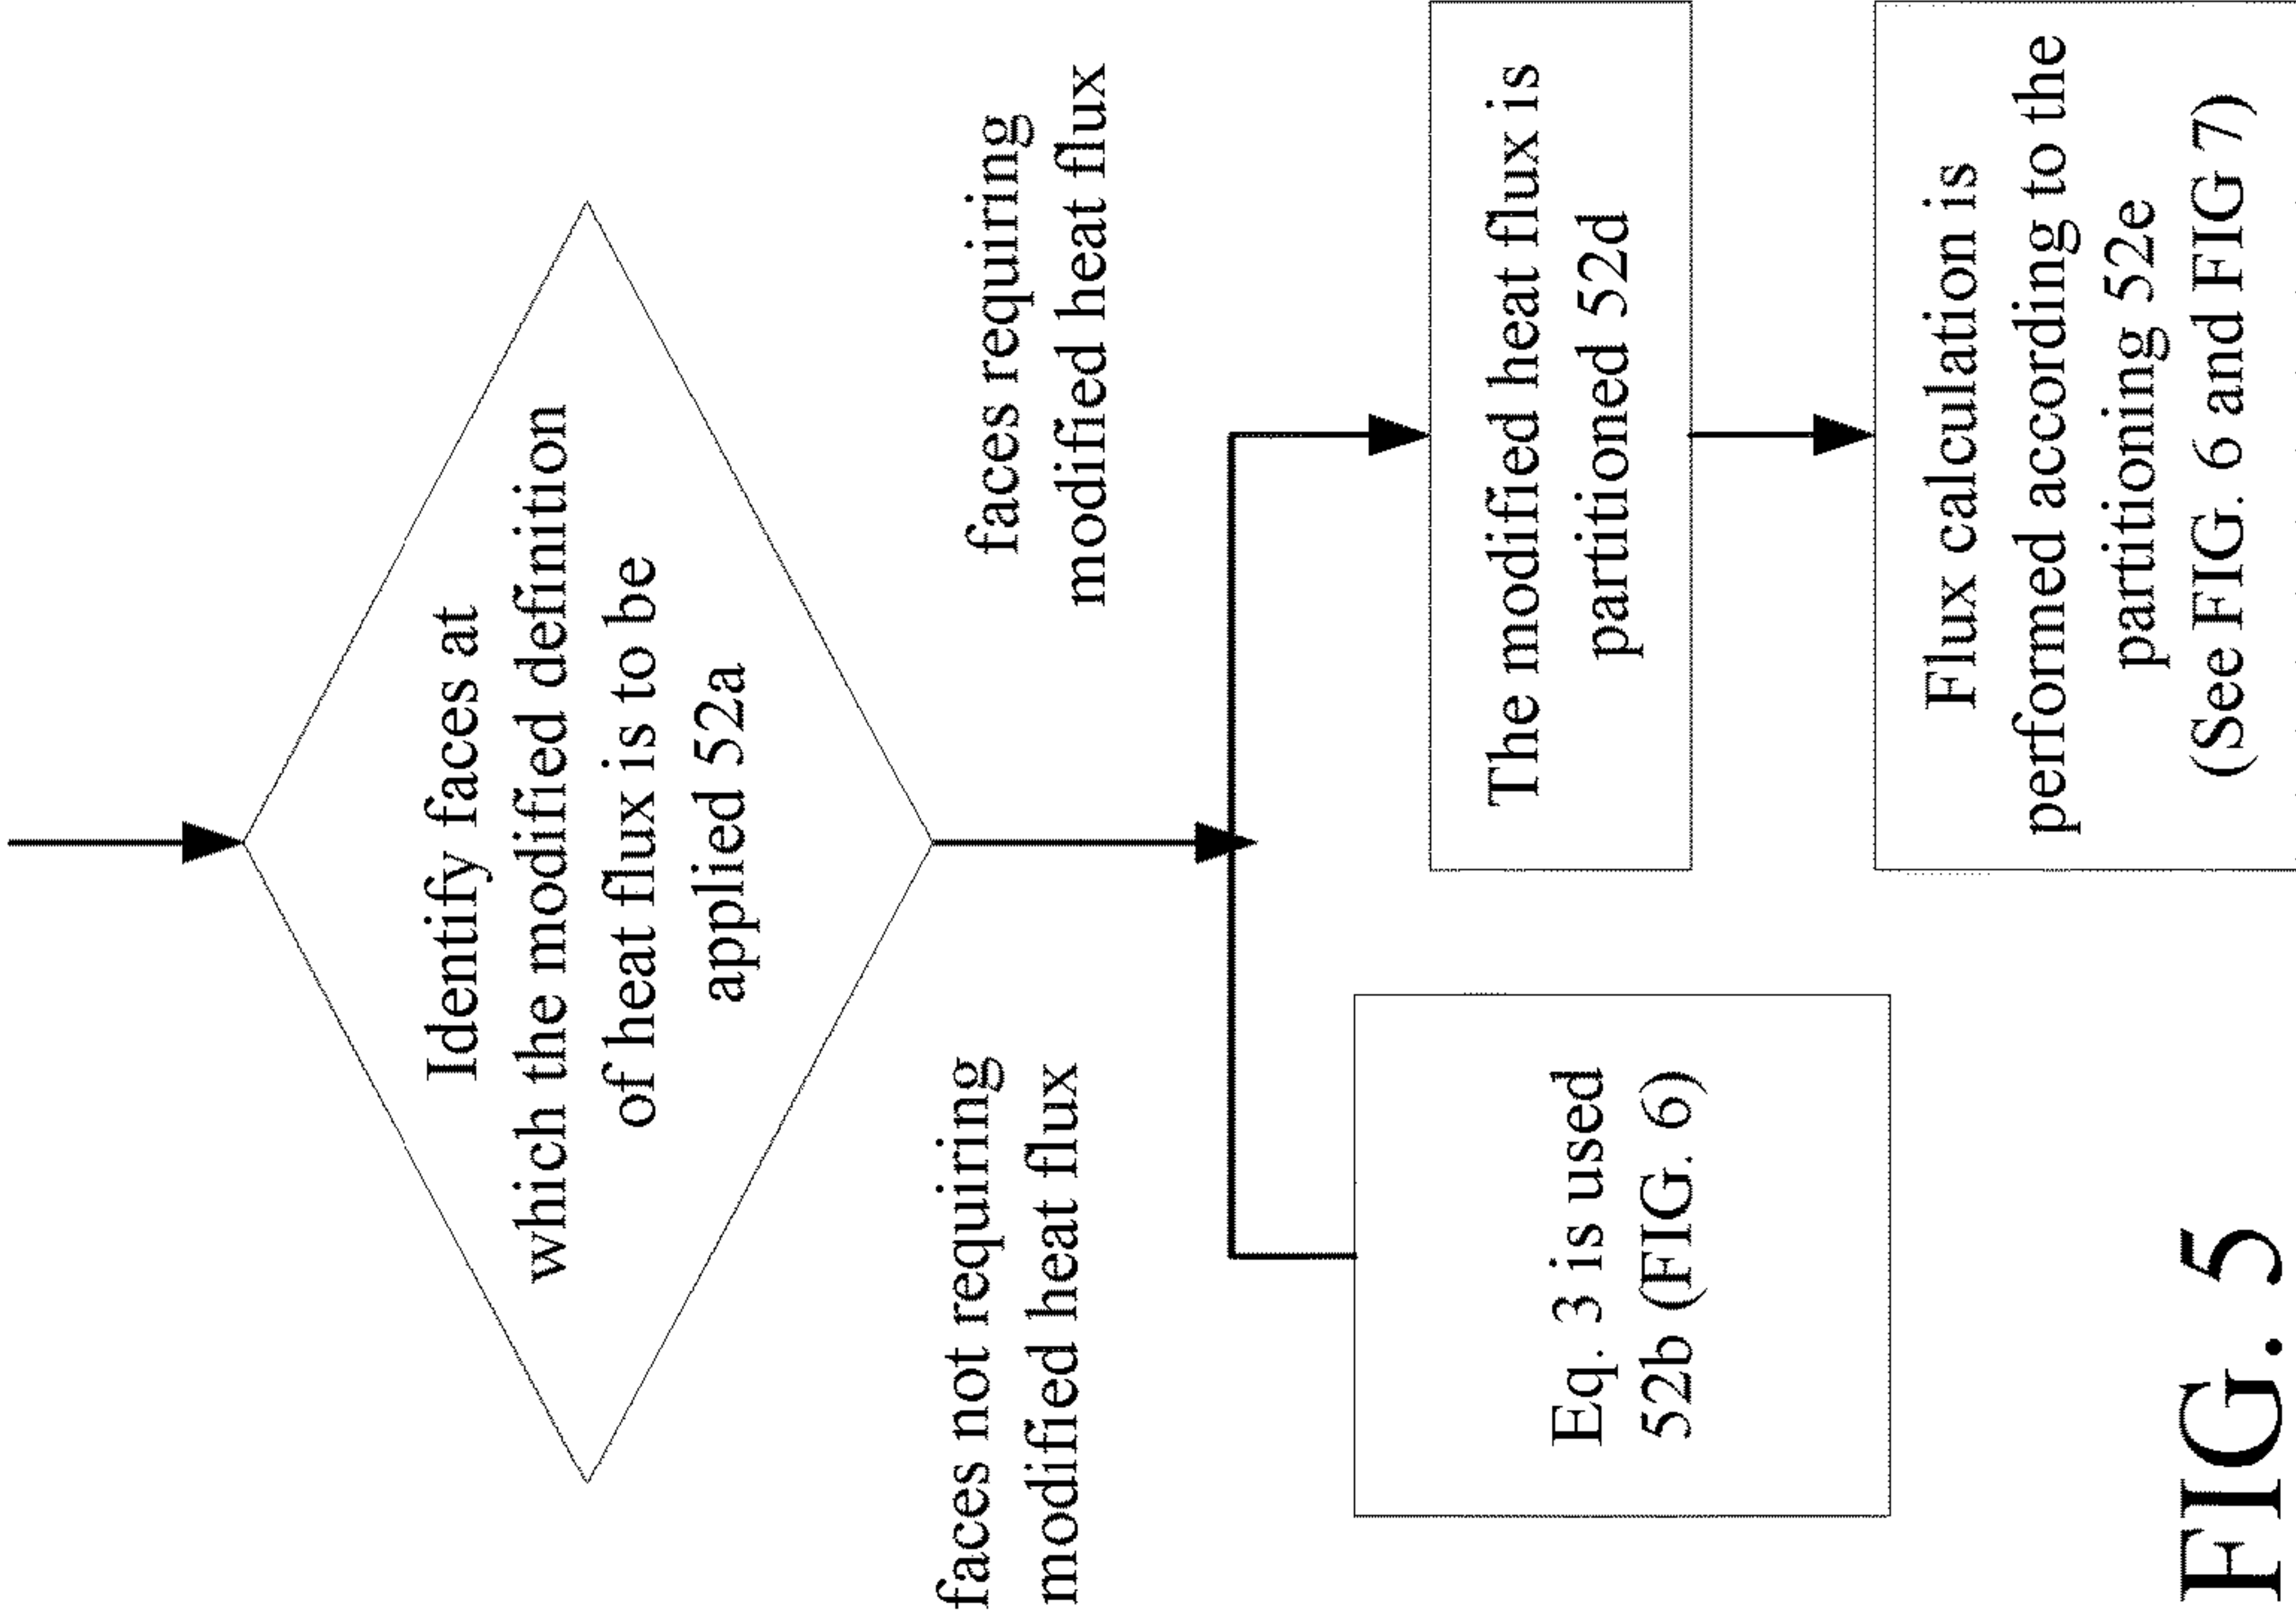 Identify faces at
which the modified definition
of heat flux is to be
applied 52a
faces not requiring
modified heat flux
faces requiring
modified heat flux
Eq. 3 is used
52b (FIG. 6)
The modified heat flux is
partitioned 52d
Flux calculation is
performed according to the
partitioning 52e
(See FIG. 6 and FIG 7)
FIG. 5